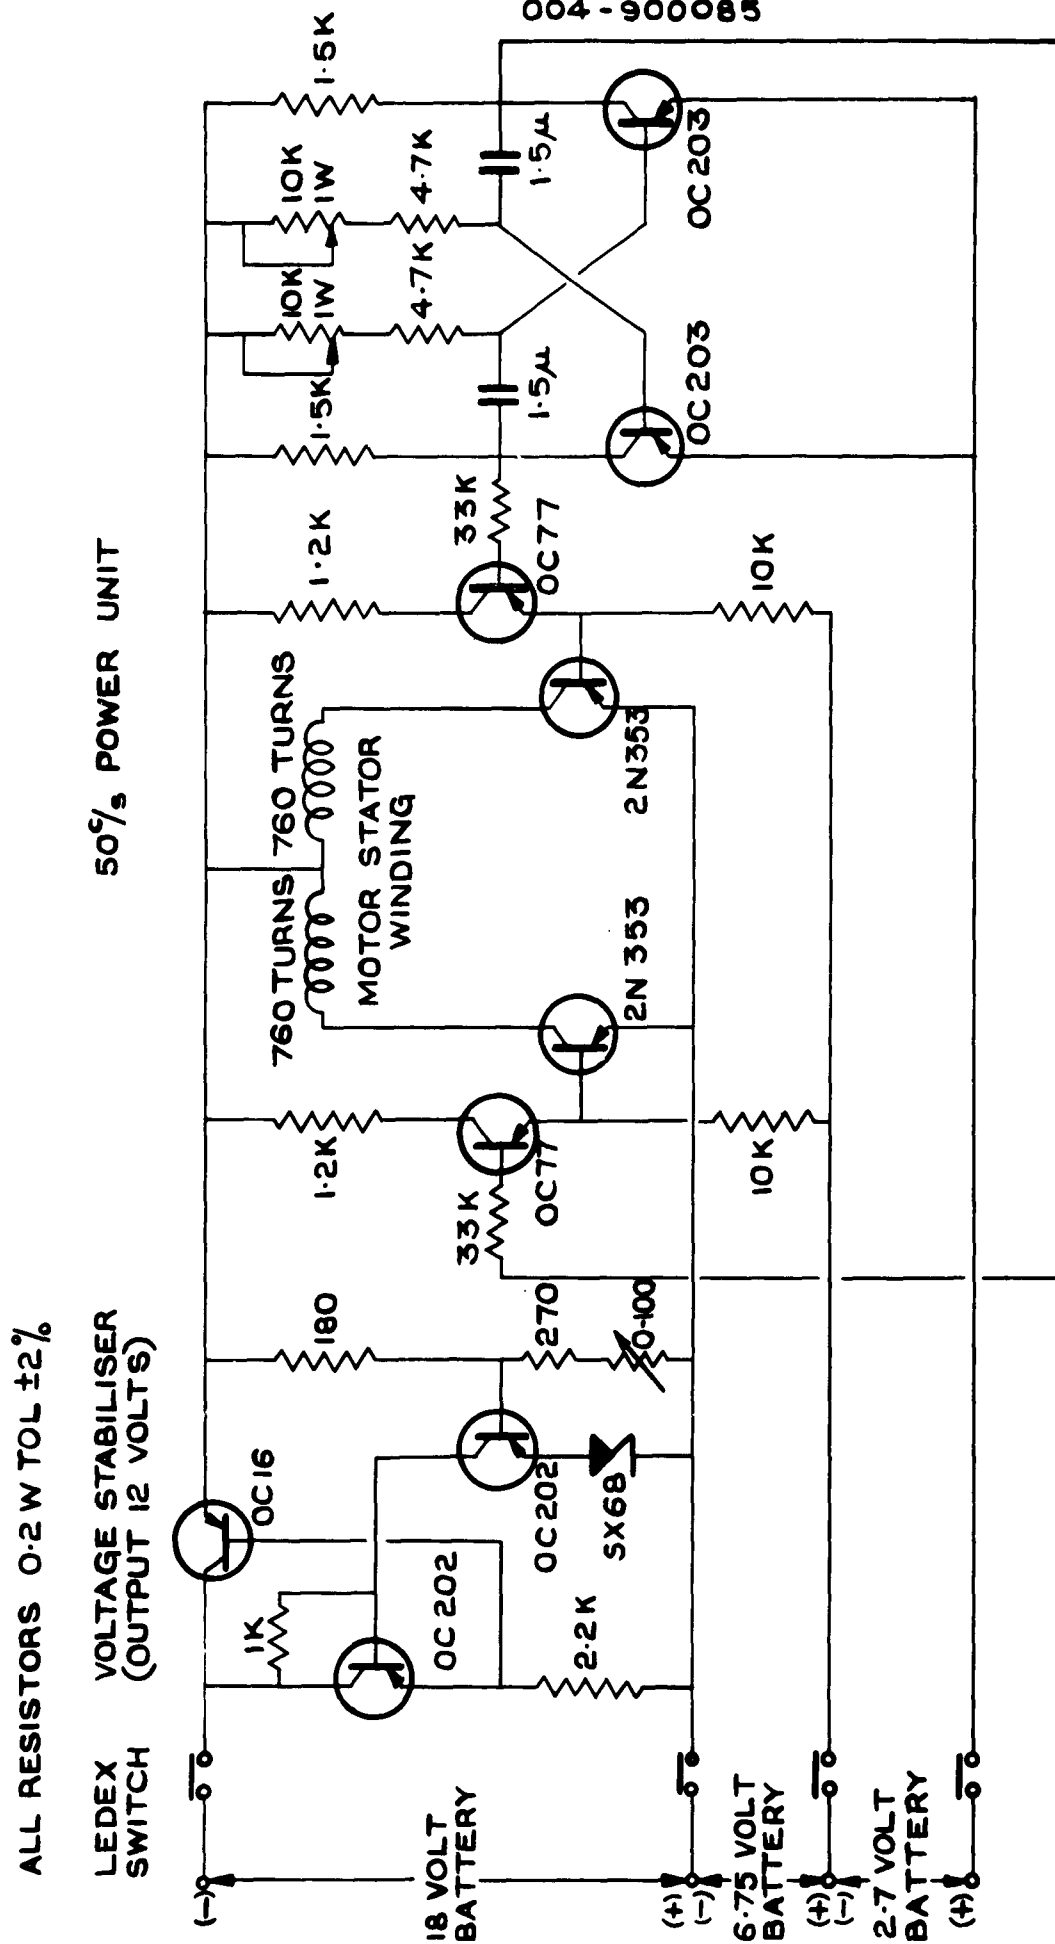 004-900085
ALL RESISTORS 0·2 W TOL ±2%
LEDEX
SWITCH
VOLTAGE STABILISER
(OUTPUT 12 VOLTS)
50 c/s POWER UNIT
(-)
18 VOLT
BATTERY
(+)
(-)
6·75 VOLT
BATTERY
(+)
(-)
2·7 VOLT
BATTERY
(+)
1K
OC16
OC 202
2·2K
OC202
SX68
180
270
0-100
1·2K
33K
OC77
10K
760 TURNS
760 TURNS
MOTOR STATOR
WINDING
2N 353
2N353
1·2K
33K
OC77
10K
1·5K
10K
1W
10K
1W
1·5K
4·7K
4·7K
1·5µ
1·5µ
OC203
OC203